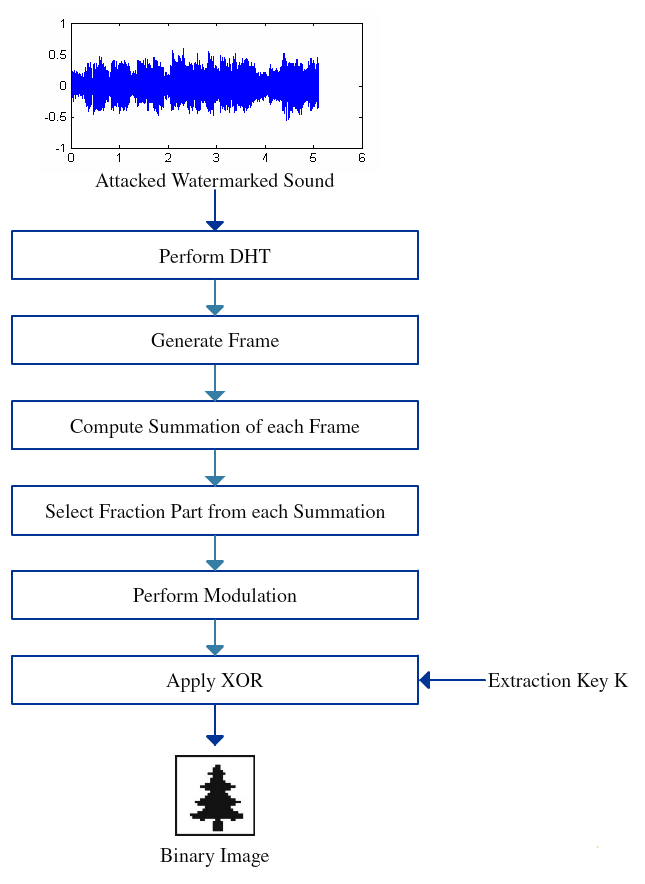 1
0.5
0
-0.5
-1
0 1 2 3 4 5 6
Attacked Watermarked Sound
Perform DHT
Generate Frame
Compute Summation of each Frame
Select Fraction Part from each Summation
Perform Modulation
Apply XOR
Extraction Key K
Binary Image